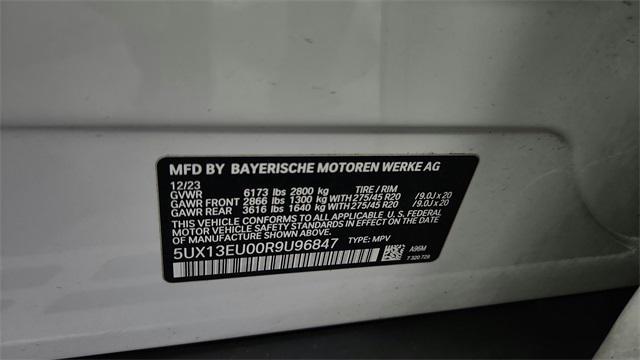 MFD BY BAYERISCHE MOTOREN WERKE AG
12/23
GVWR 6173 lbs 2800 kg TIRE / RIM
GAWR FRONT 2866 lbs 1300 kg WITH 275/45 R20 /9.0J x 20
GAWR REAR 3616 lbs 1640 kg WITH 275/45 R20 /9.0J x 20
THIS VEHICLE CONFORMS TO ALL APPLICABLE U.S. FEDERAL
MOTOR VEHICLE SAFETY STANDARDS IN EFFECT ON THE
DATE OF MANUFACTURE SHOWN ABOVE.
5UX13EU00R9U96847 TYPE: MPV
A96M
7 320 729